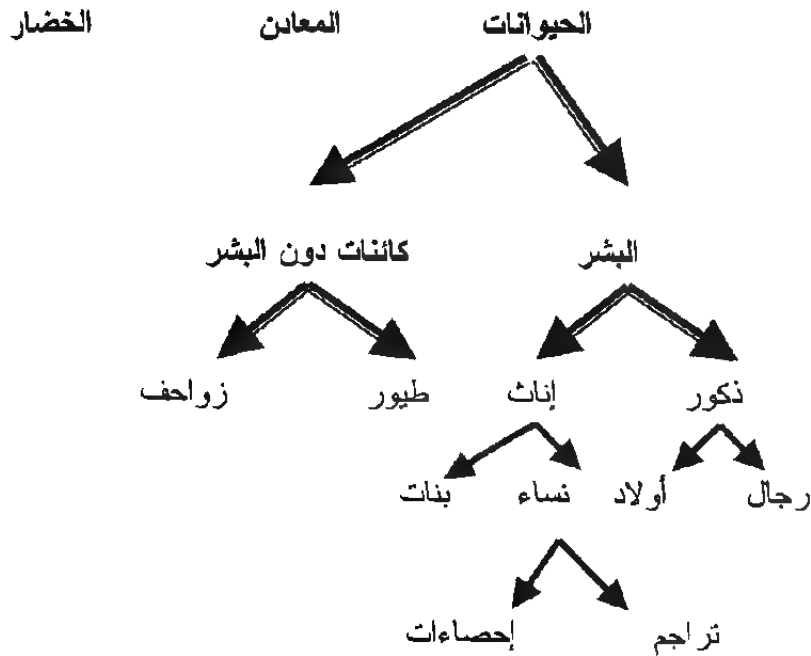 الحيوانات المعادن الخضار
البشر كائنات دون البشر
ذكور إناث طيور زواحف
رجال أولاد نساء بنات
تراجم إحصاءات